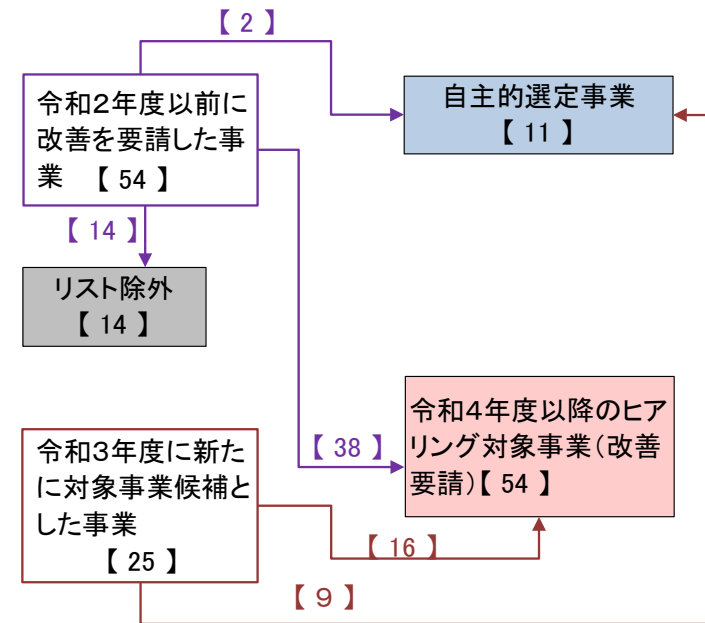 【 2 】
令和2年度以前に
改善を要請した事
業 【 54 】
自主的選定事業
【 11 】
【 14 】
リスト除外
【 14 】
令和4年度以降のヒア
リング対象事業(改善
要請)【 54 】
【 38 】
令和3年度に新た
に対象事業候補と
した事業
【 25 】
【 16 】
【 9 】